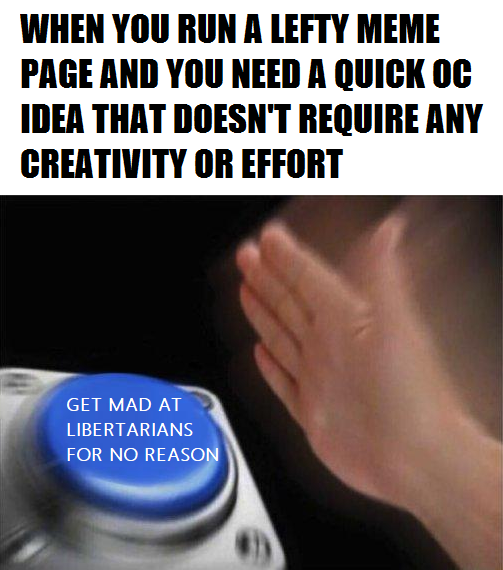 WHEN YOU RUN A LEFTY MEME
PAGE AND YOU NEED A QUICK OC
IDEA THAT DOESN'T REQUIRE ANY
CREATIVITY OR EFFORT
GET MAD AT
LIBERTARIANS
FOR NO REASON